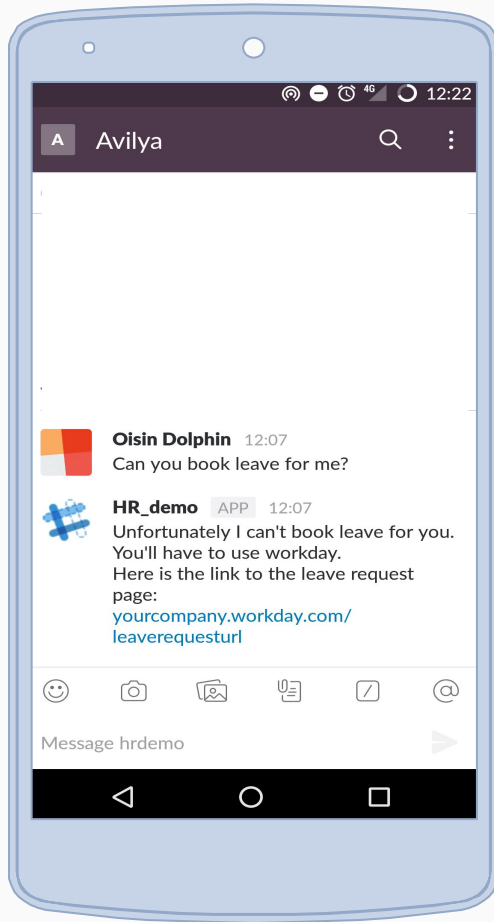 4G 12:22
A Avilya
Oisin Dolphin 12:07
Can you book leave for me?
HR_demo APP 12:07
Unfortunately I can't book leave for you.
You'll have to use workday.
Here is the link to the leave request
page:
yourcompany.workday.com/
leaverequesturl
Message hrdemo